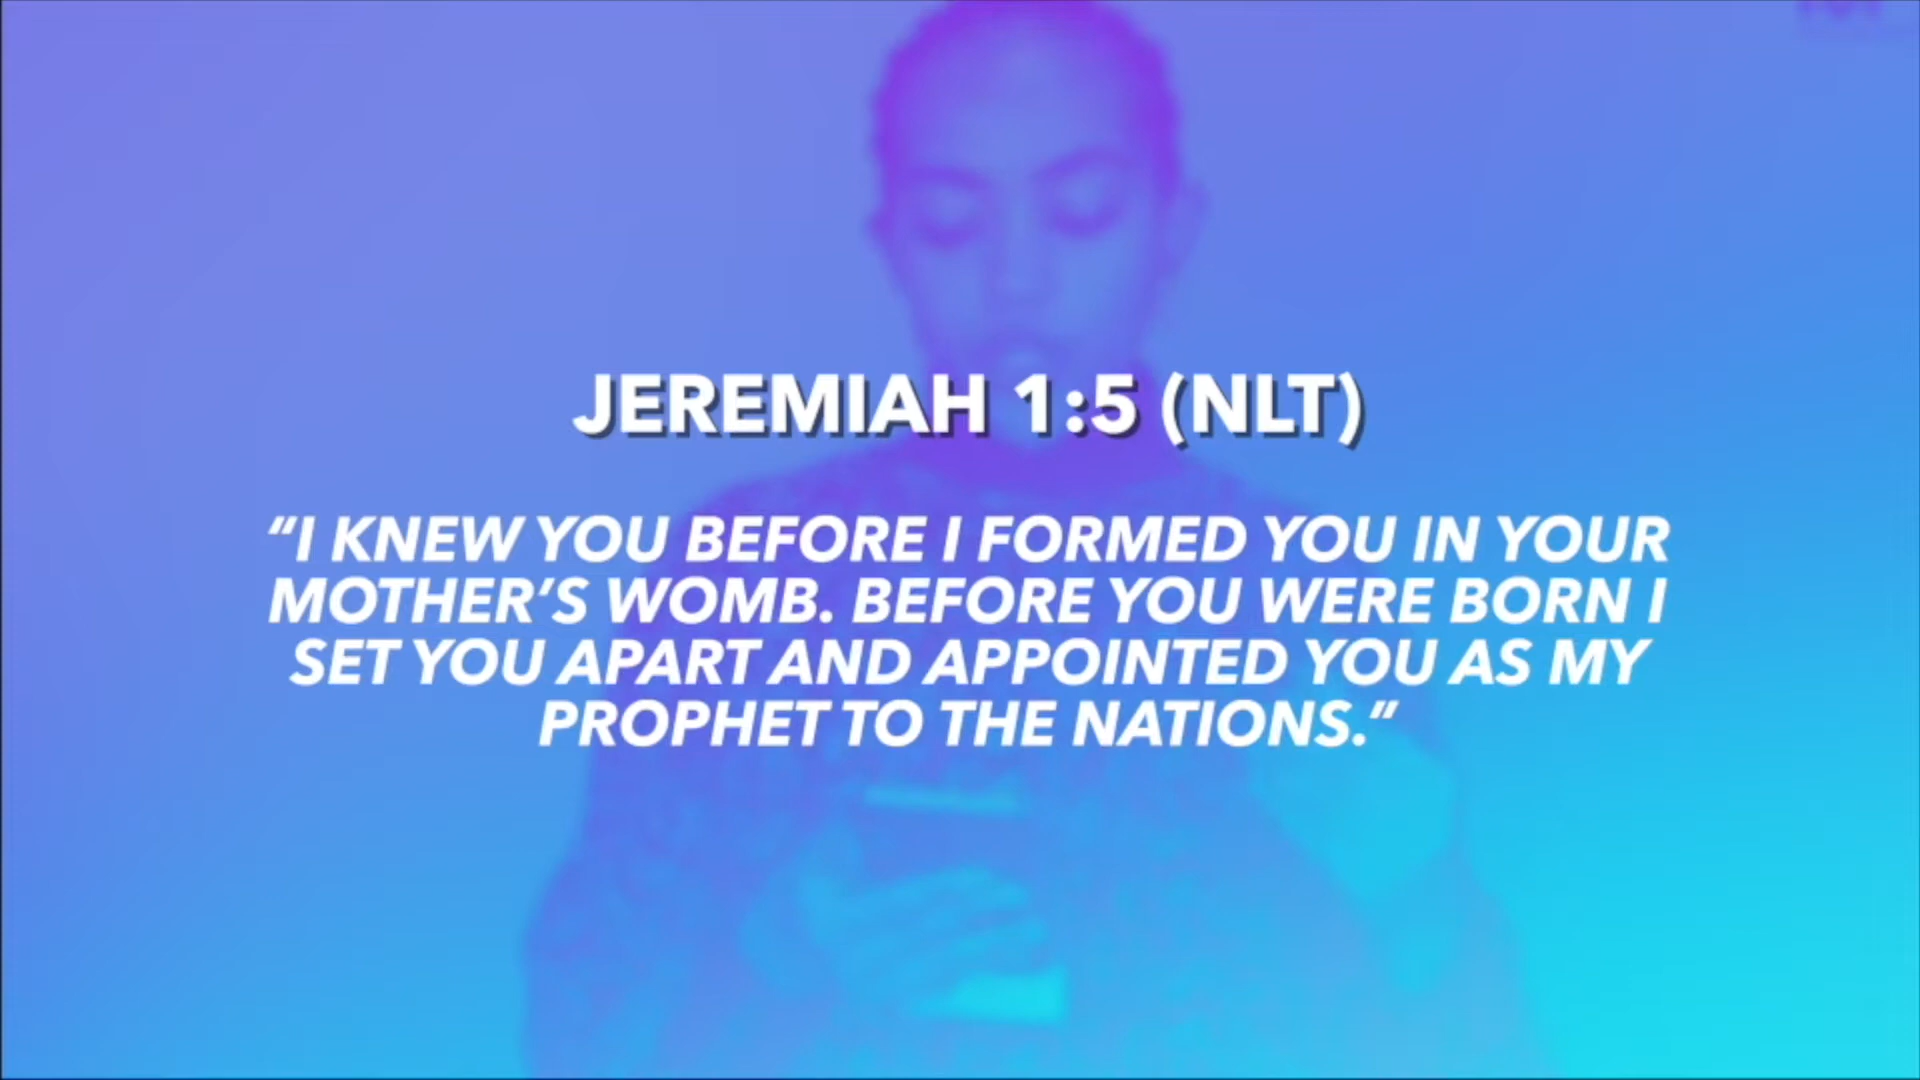 JEREMIAH 1:5 (NLT)
“I KNEW YOU BEFORE I FORMED YOU IN YOUR
MOTHER’S WOMB. BEFORE YOU WERE BORN I
SET YOU APART AND APPOINTED YOU AS MY
PROPHET TO THE NATIONS.”